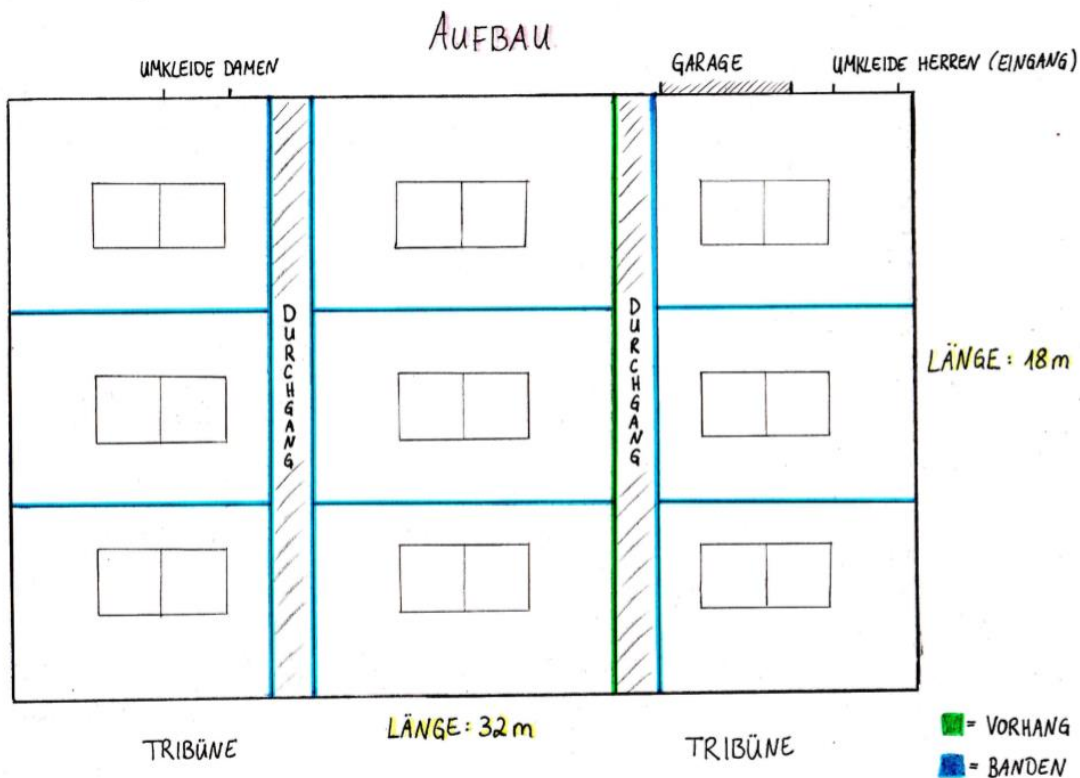 AUFBAU
UMKLEIDE DAMEN
GARAGE
UMKLEIDE HERREN (EINGANG)
DURCHGANG
DURCHGANG
LÄNGE: 18m
LÄNGE: 32m
TRIBÜNE
TRIBÜNE
= VORHANG
= BANDEN